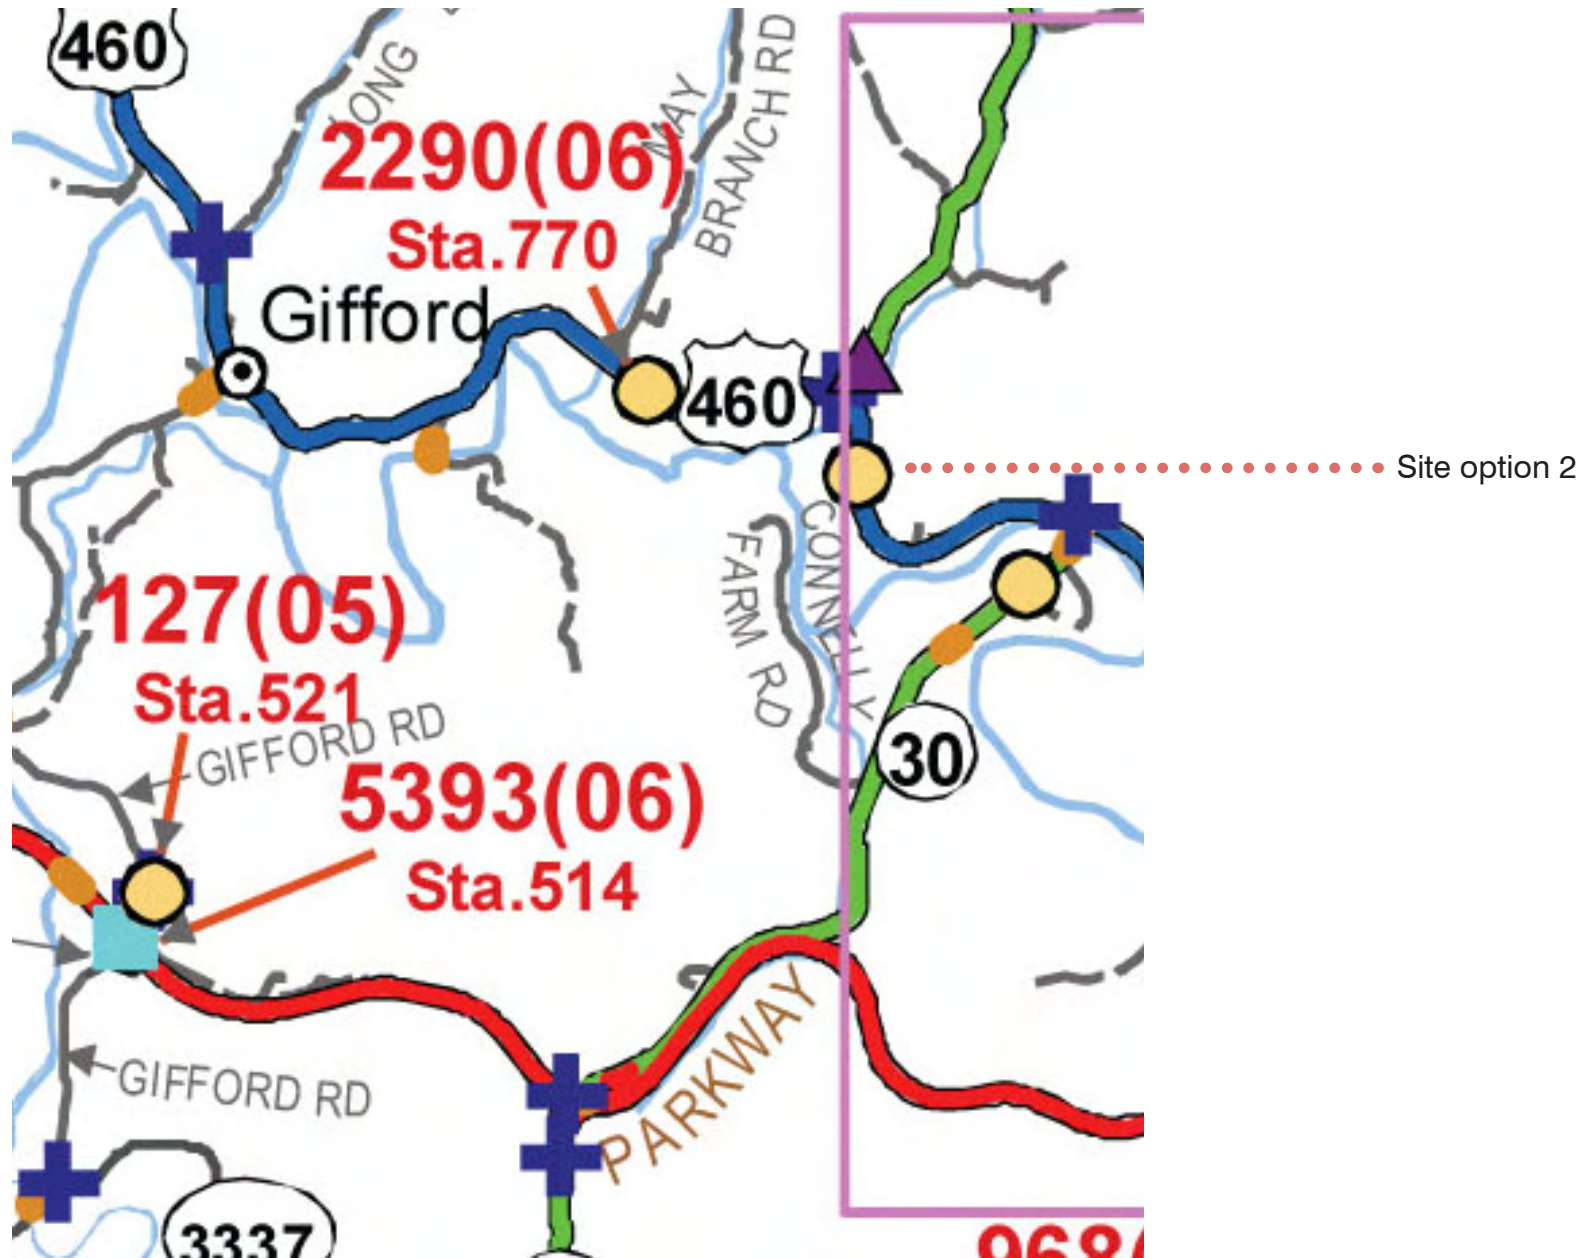 460
LONG
MAY
BRANCH RD
2290(06)
Sta.770
Gifford
460
Site option 2
CONNELLY
FARM RD
127(05)
Sta.521
GIFFORD RD
30
5393(06)
Sta.514
PARKWAY
GIFFORD RD
3337
968(